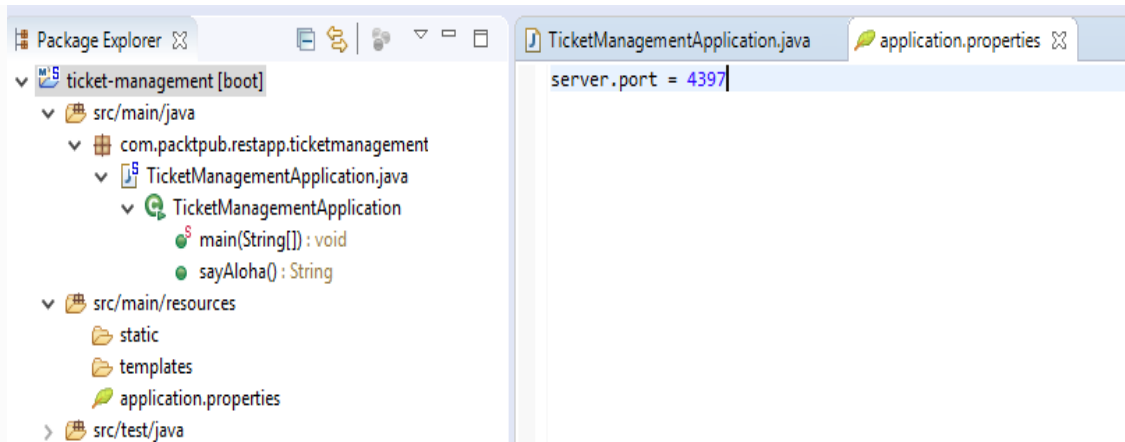 Package Explorer
ticket-management [boot]
src/main/java
com.packtpub.restapp.ticketmanagement
TicketManagementApplication.java
TicketManagementApplication
main(String[]) : void
sayAloha() : String
src/main/resources
static
templates
application.properties
src/test/java
TicketManagementApplication.java
application.properties
server.port = 4397